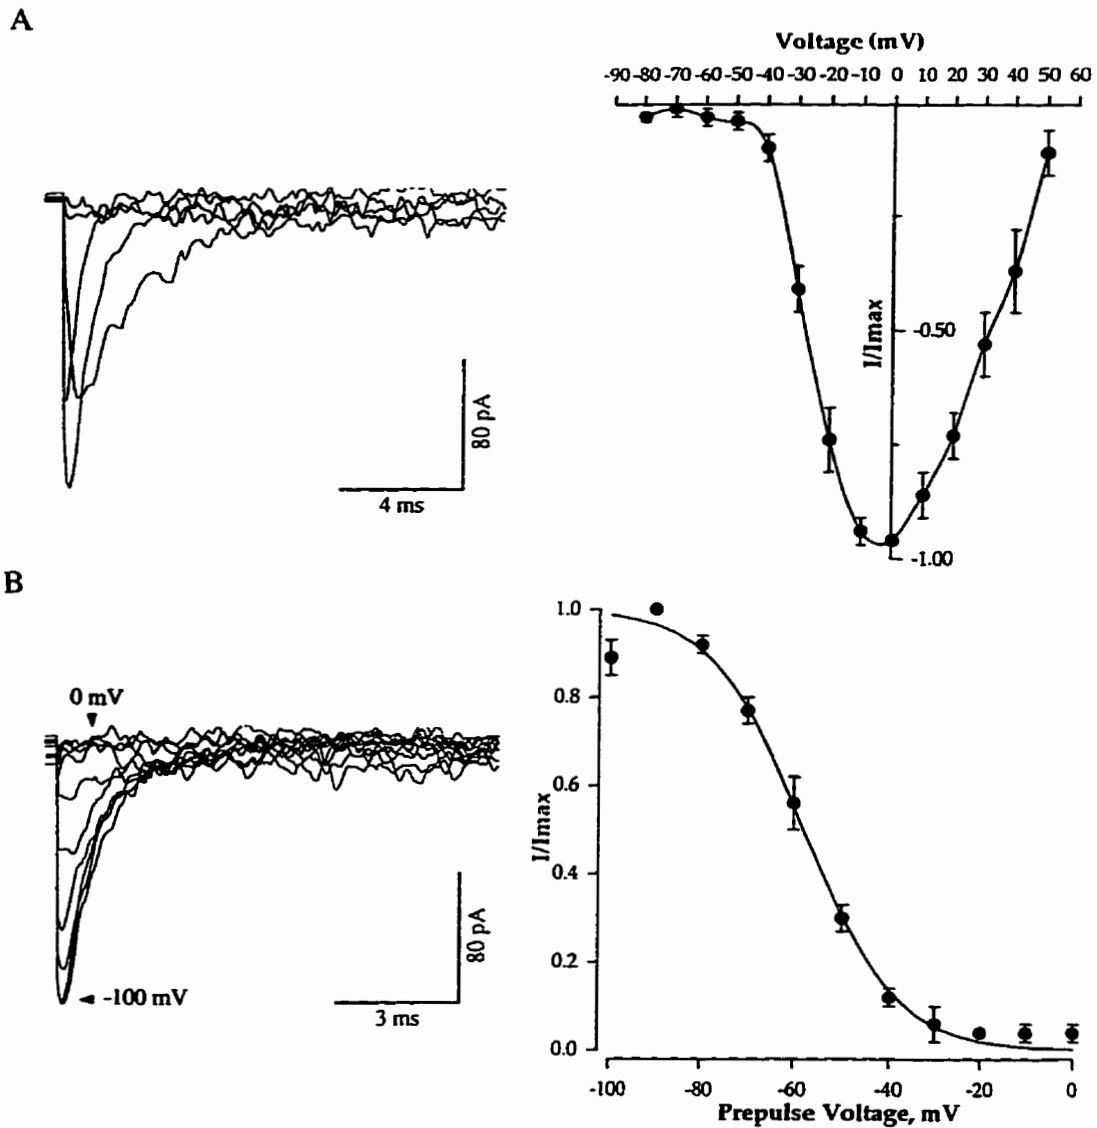 A
Voltage (mV)
-90 -80 -70 -60 -50 -40 -30 -20 -10 0 10 20 30 40 50 60
I/Imax
-0.50
-1.00
80 pA
4 ms
B
0 mV
-100 mV
80 pA
3 ms
1.0
0.8
0.6
0.4
0.2
0.0
I/Imax
-100 -80 -60 -40 -20 0
Prepulse Voltage, mV